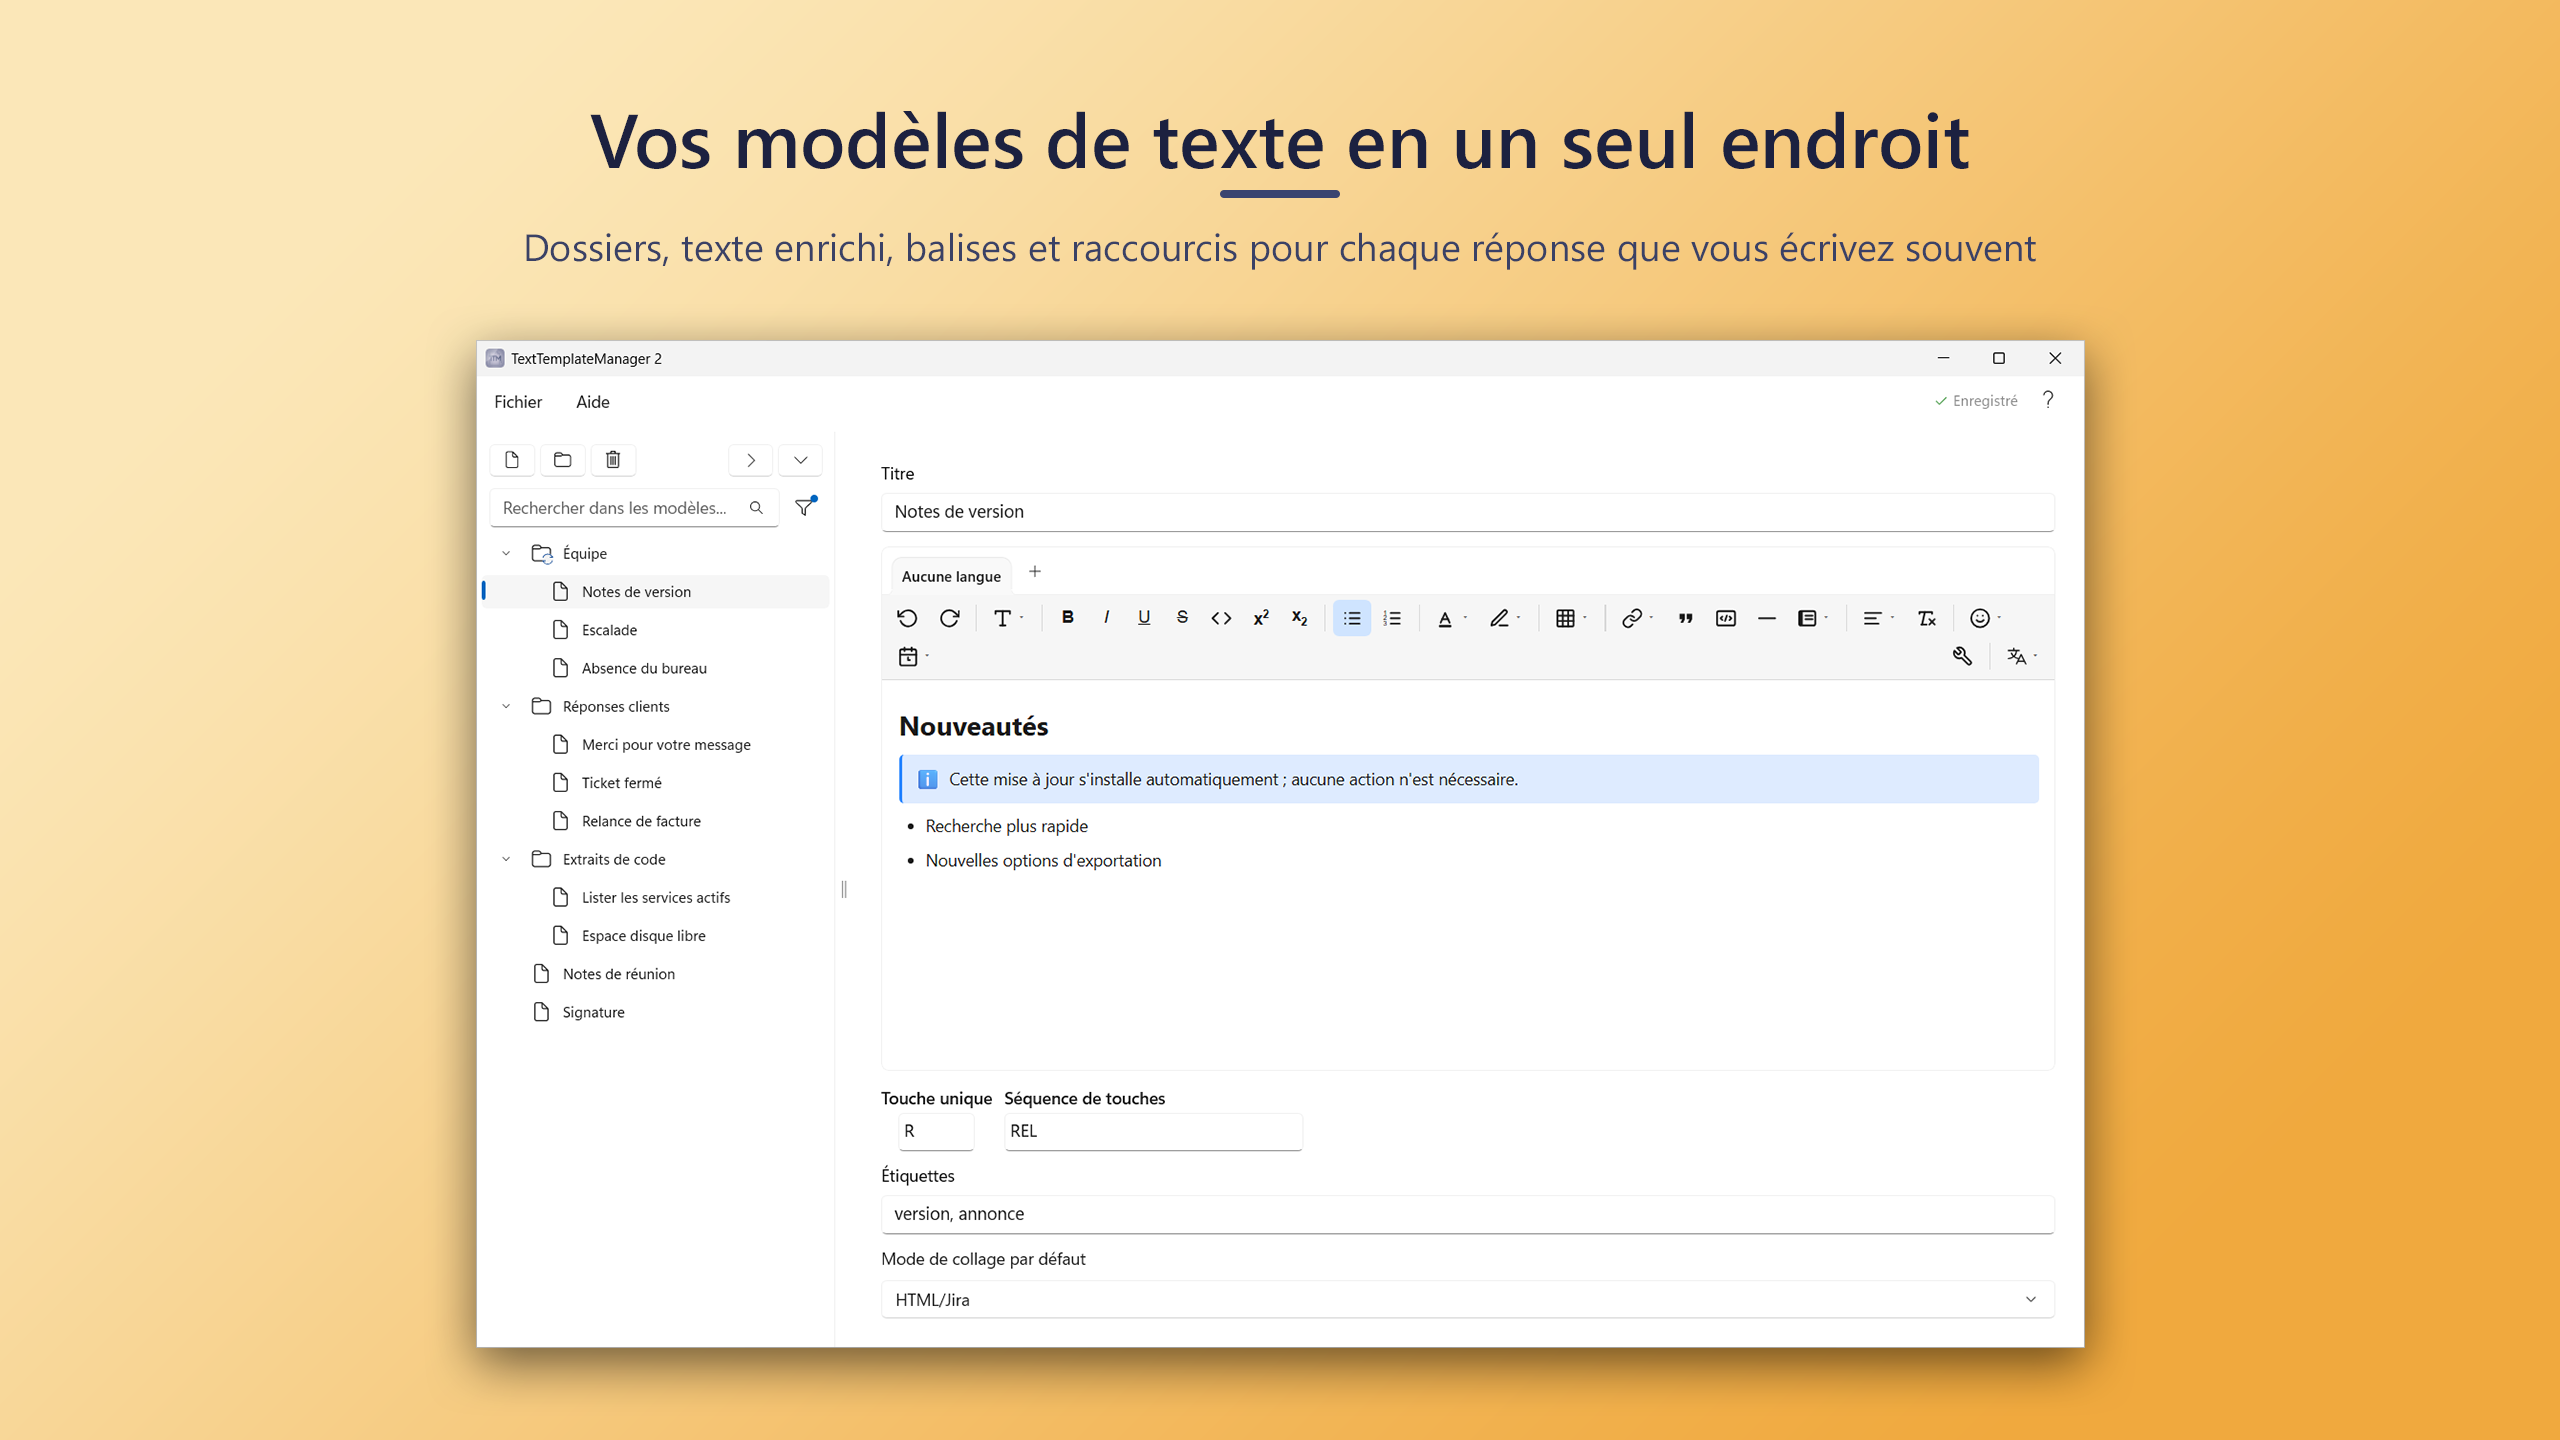 Vos modèles de texte en un seul endroit
Dossiers, texte enrichi, balises et raccourcis pour chaque réponse que vous écrivez souvent
TextTemplateManager 2
Fichier Aide
Enregistré ?
Rechercher dans les modèles...
Équipe
Notes de version
Escalade
Absence du bureau
Réponses clients
Merci pour votre message
Ticket fermé
Relance de facture
Extraits de code
Lister les services actifs
Espace disque libre
Notes de réunion
Signature
Titre
Notes de version
Aucune langue +
Nouveautés
Cette mise à jour s'installe automatiquement ; aucune action n'est nécessaire.
• Recherche plus rapide
• Nouvelles options d'exportation
Touche unique Séquence de touches
R REL
Étiquettes
version, annonce
Mode de collage par défaut
HTML/Jira